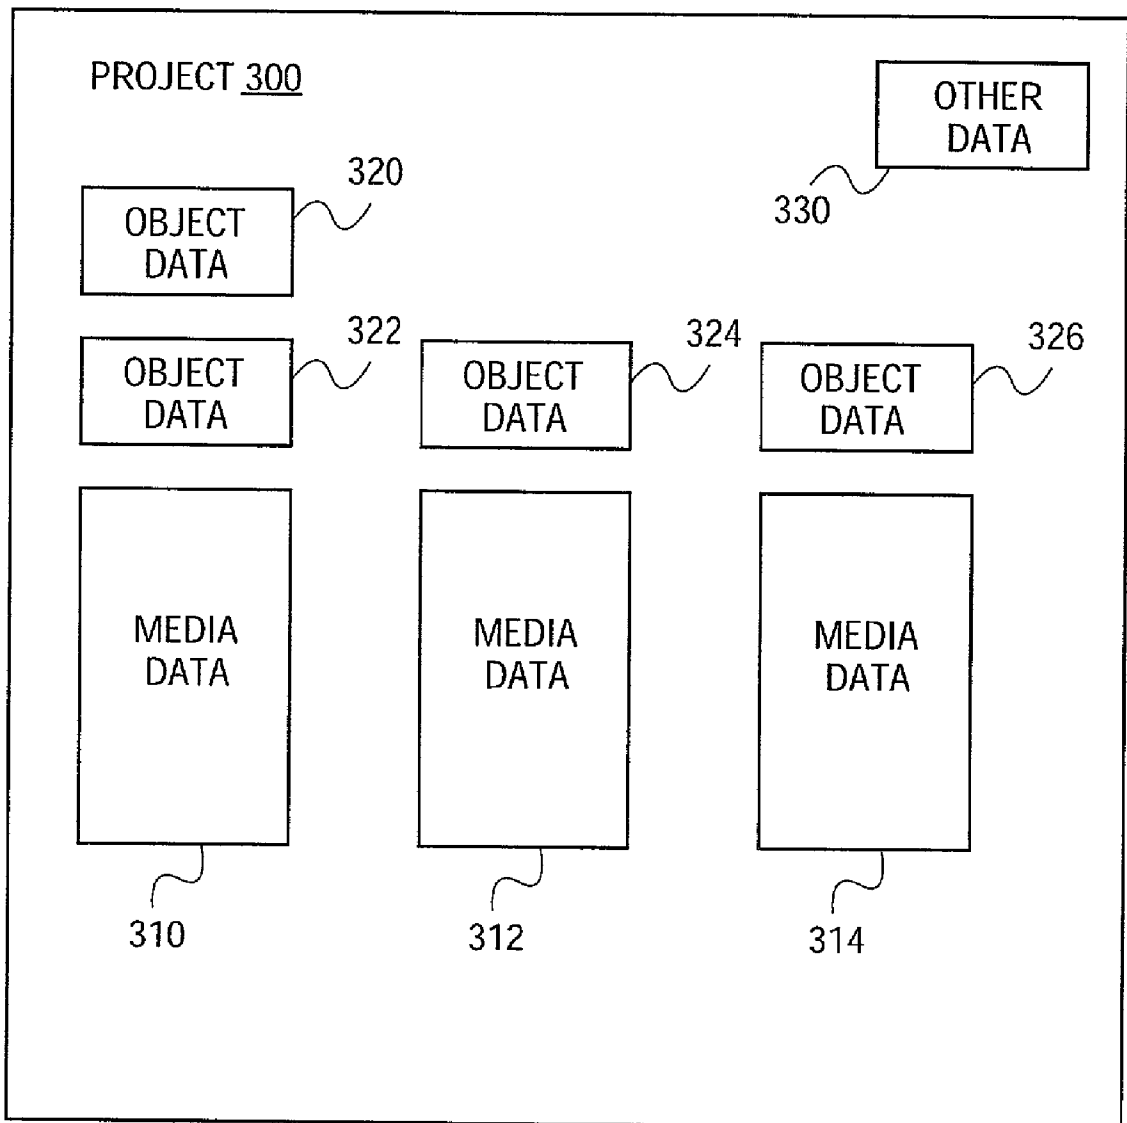 PROJECT 300
OTHER
DATA
330
320
OBJECT
DATA
322
OBJECT
DATA
324
OBJECT
DATA
326
OBJECT
DATA
MEDIA
DATA
MEDIA
DATA
MEDIA
DATA
310
312
314